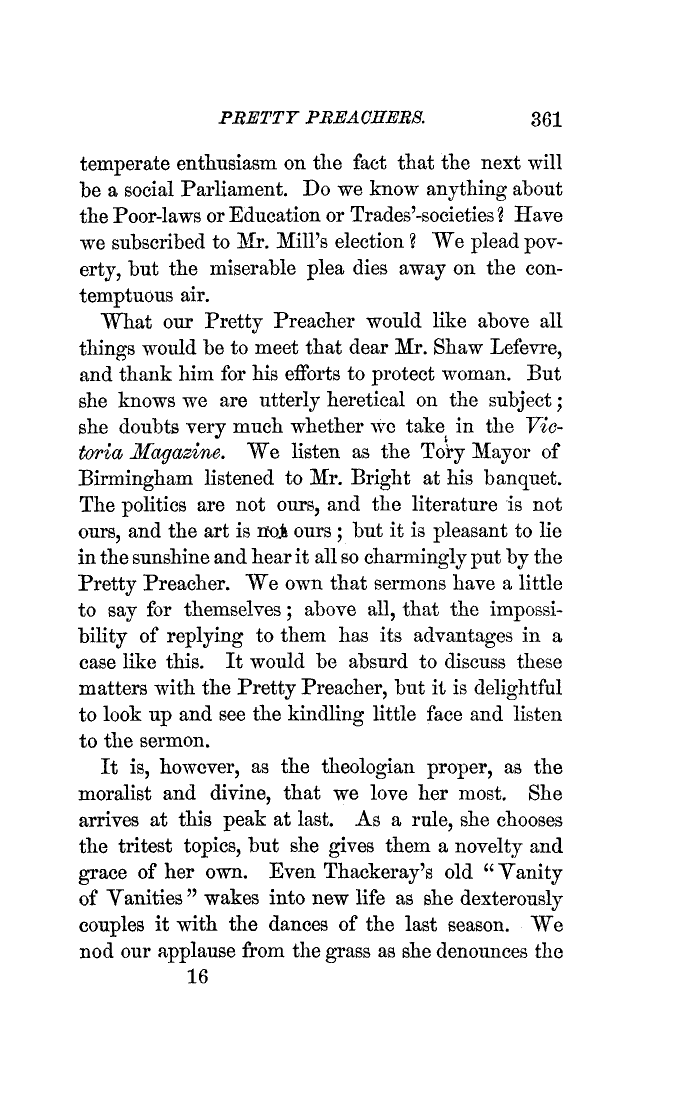 PRETTY PREACHERS. 361
temperate enthusiasm on the fact that the next will
be a social Parliament. Do we know anything about
the Poor-laws or Education or Trades'-societies? Have
we subscribed to Mr. Mill's election? We plead pov-
erty, but the miserable plea dies away on the con-
temptuous air.
What our Pretty Preacher would like above all
things would be to meet that dear Mr. Shaw Lefevre,
and thank him for his efforts to protect woman. But
she knows we are utterly heretical on the subject;
she doubts very much whether we take in the Vic-
toria Magazine. We listen as the Tory Mayor of
Birmingham listened to Mr. Bright at his banquet.
The politics are not ours, and the literature is not
ours, and the art is not ours; but it is pleasant to lie
in the sunshine and hear it all so charmingly put by the
Pretty Preacher. We own that sermons have a little
to say for themselves; above all, that the impossi-
bility of replying to them has its advantages in a
case like this. It would be absurd to discuss these
matters with the Pretty Preacher, but it is delightful
to look up and see the kindling little face and listen
to the sermon.
It is, however, as the theologian proper, as the
moralist and divine, that we love her most. She
arrives at this peak at last. As a rule, she chooses
the tritest topics, but she gives them a novelty and
grace of her own. Even Thackeray's old "Vanity
of Vanities" wakes into new life as she dexterously
couples it with the dances of the last season. We
nod our applause from the grass as she denounces the
16